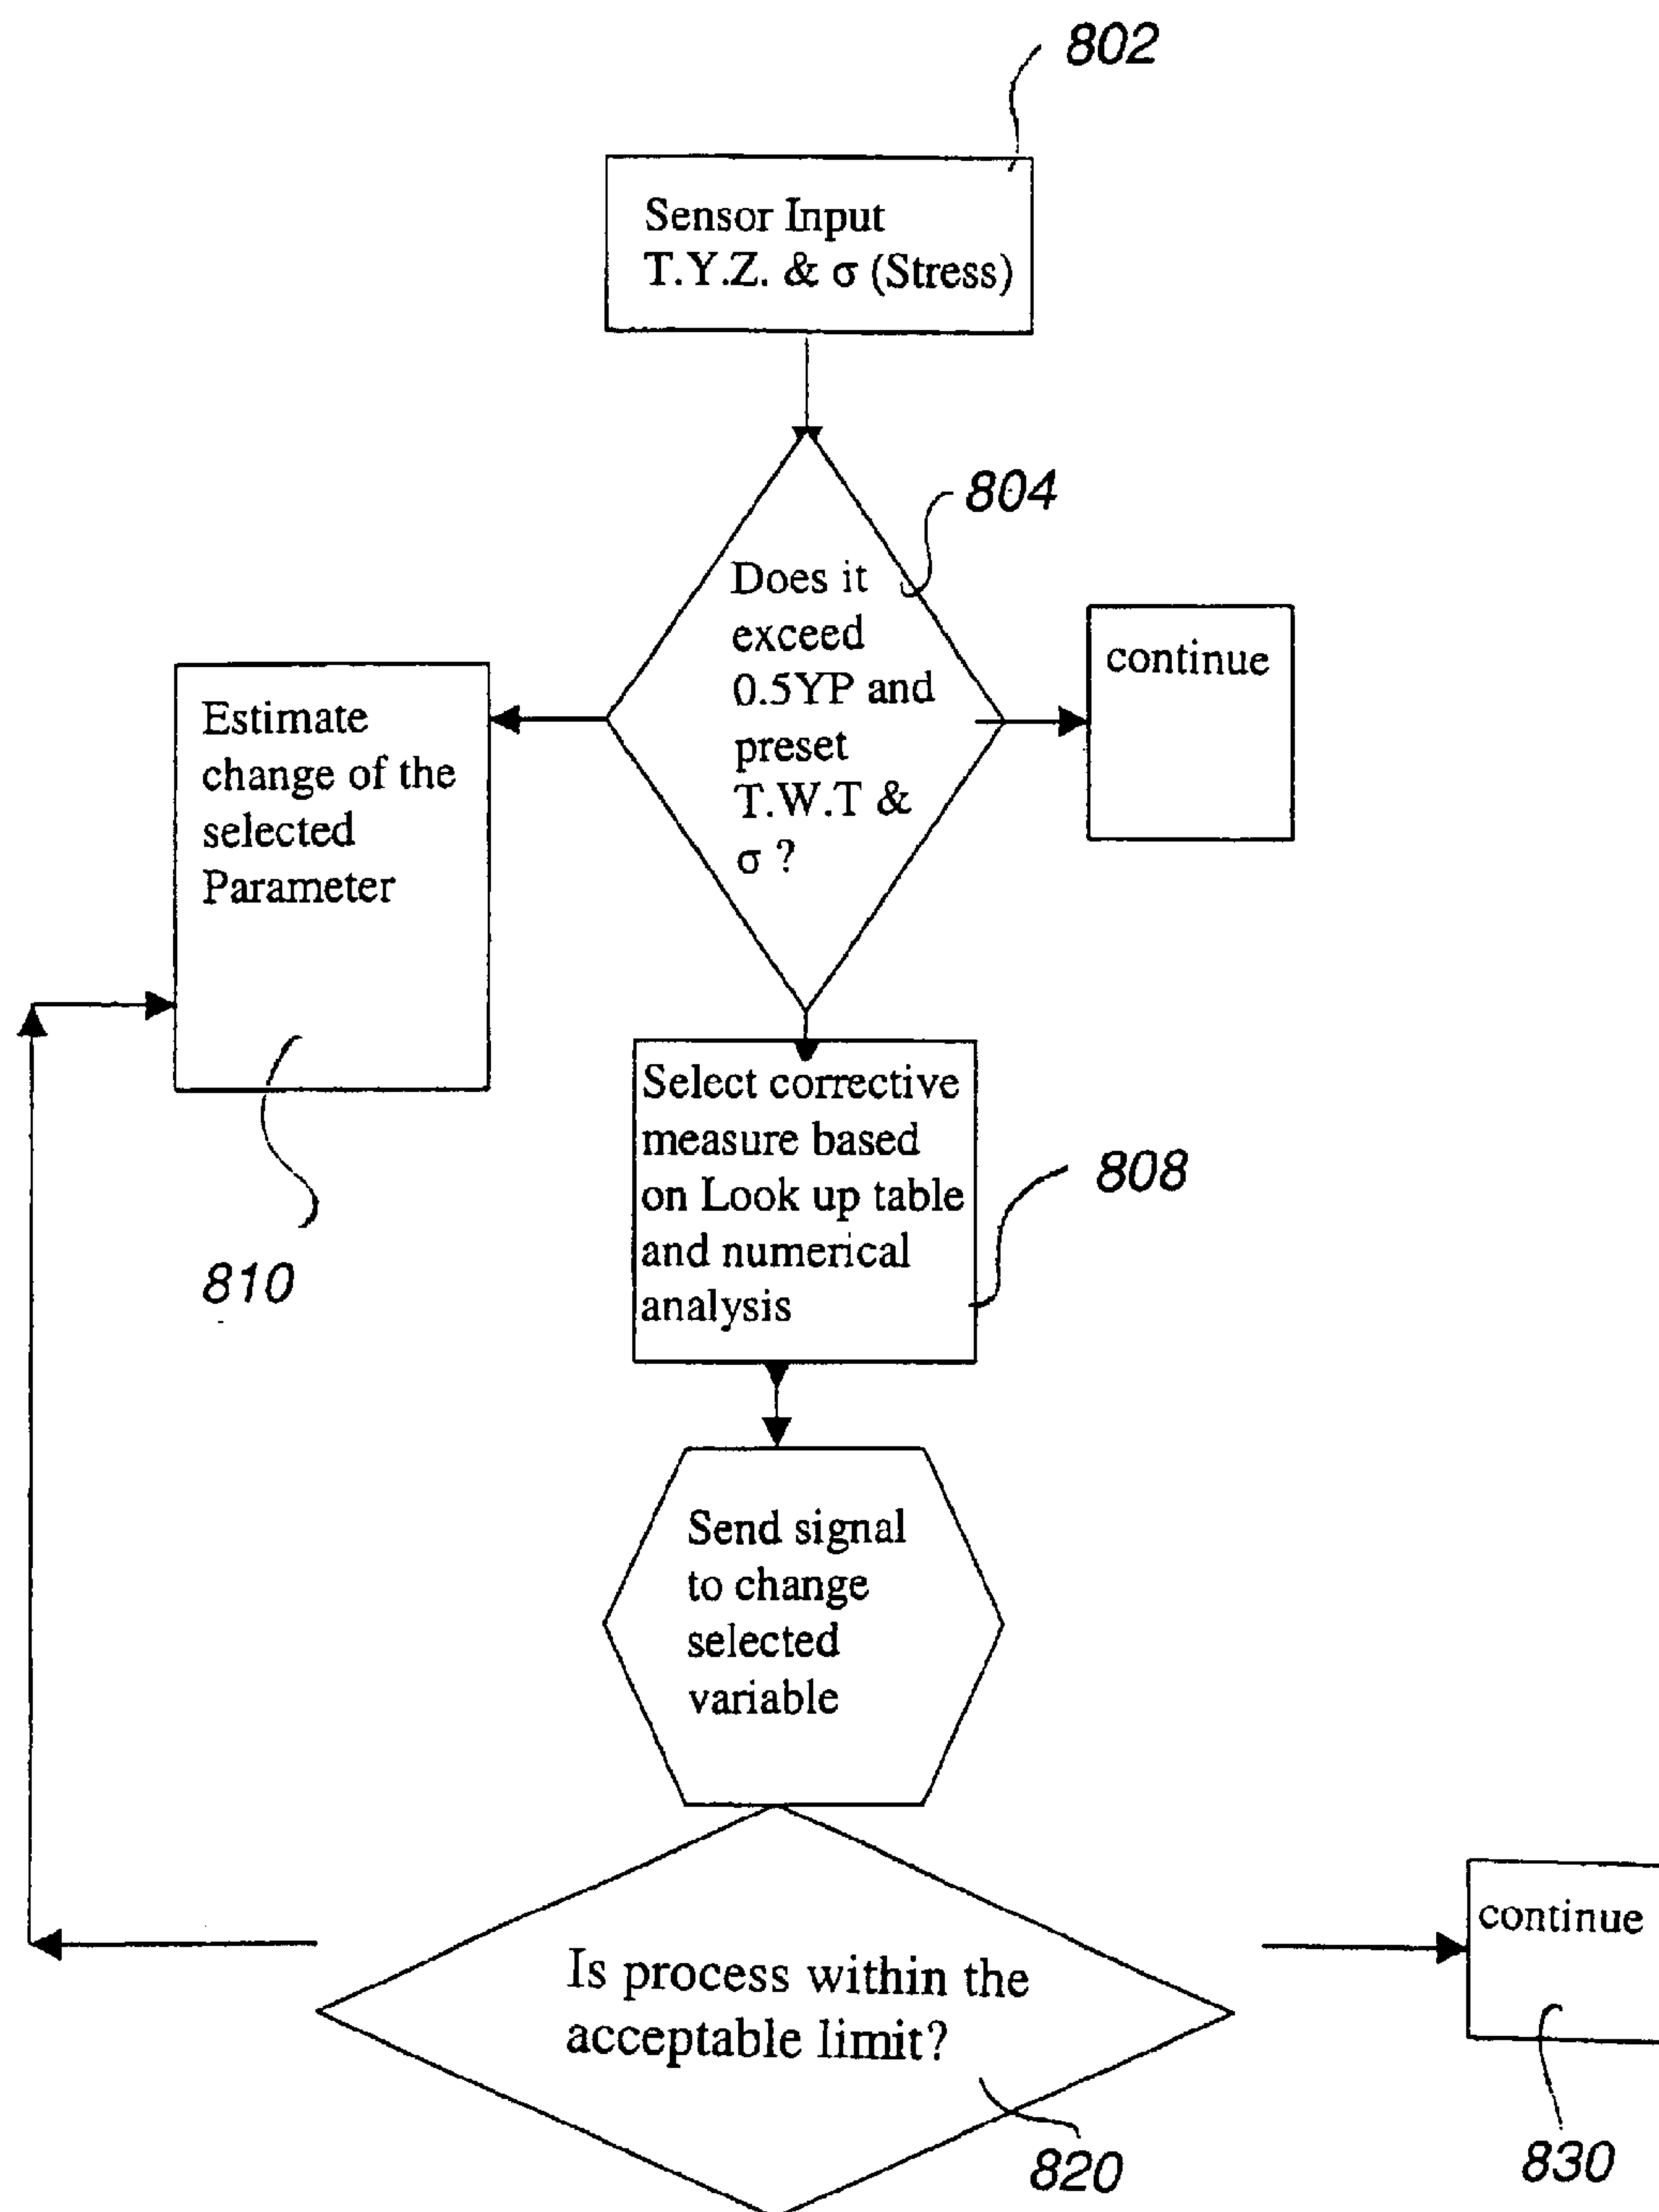 802
Sensor Input
T.Y.Z. & σ (Stress)
804
Does it
exceed
0.5YP and
preset
T.W.T &
σ ?
continue
Estimate
change of the
selected
Parameter
810
Select corrective
measure based
on Look up table
and numerical
analysis
808
Send signal
to change
selected
variable
Is process within the
acceptable limit?
820
continue
830